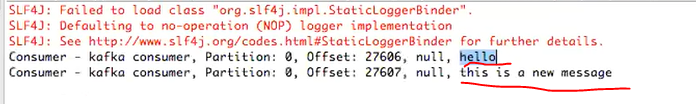 SLF4J: Failed to load class "org.slf4j.impl.StaticLoggerBinder".
SLF4J: Defaulting to no-operation (NOP) logger implementation
SLF4J: See http://www.slf4j.org/codes.html#StaticLoggerBinder for further details.
Consumer - kafka consumer, Partition: 0, Offset: 27606, null, hello
Consumer - kafka consumer, Partition: 0, Offset: 27607, null, this is a new message